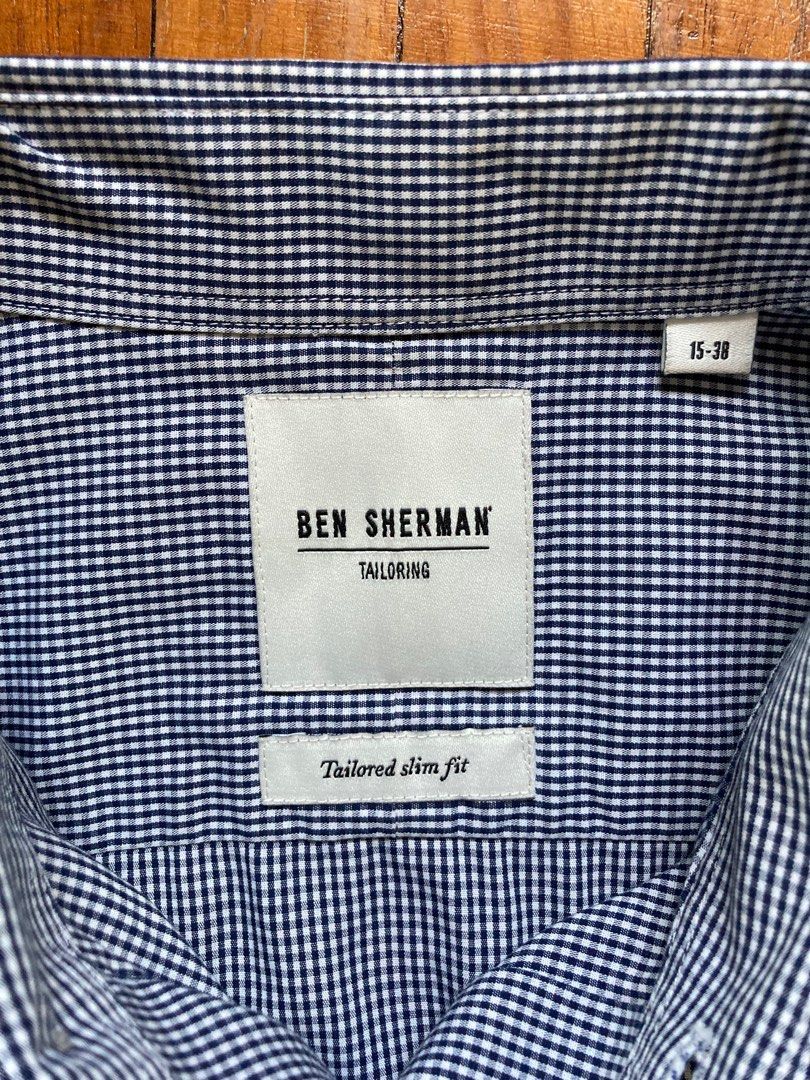 15-38
BEN SHERMAN
TAILORING
Tailored slim fit